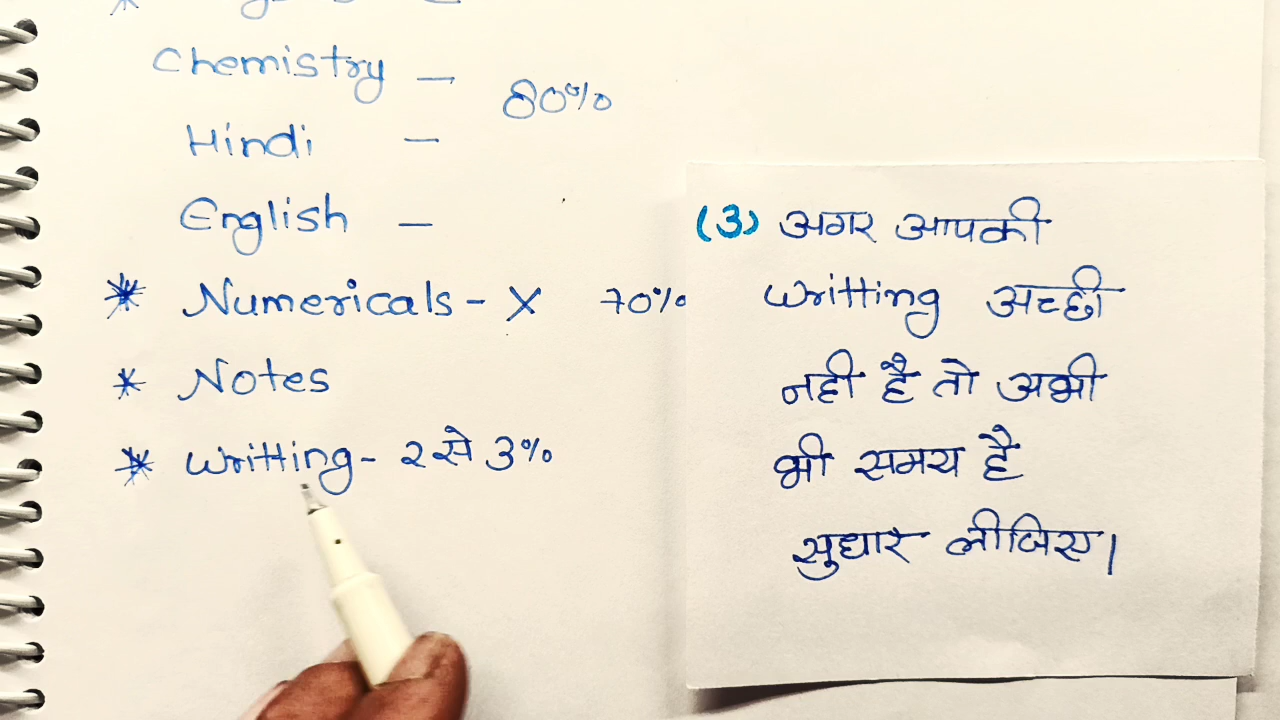 Chemistry –
80%
Hindi –
English –
* Numericals - X 70%
* Notes
* Writting - 2 से 3%
(3) अगर आपकी
writting अच्छी
नही है तो अभी
भी समय है
सुधार लीजिए।